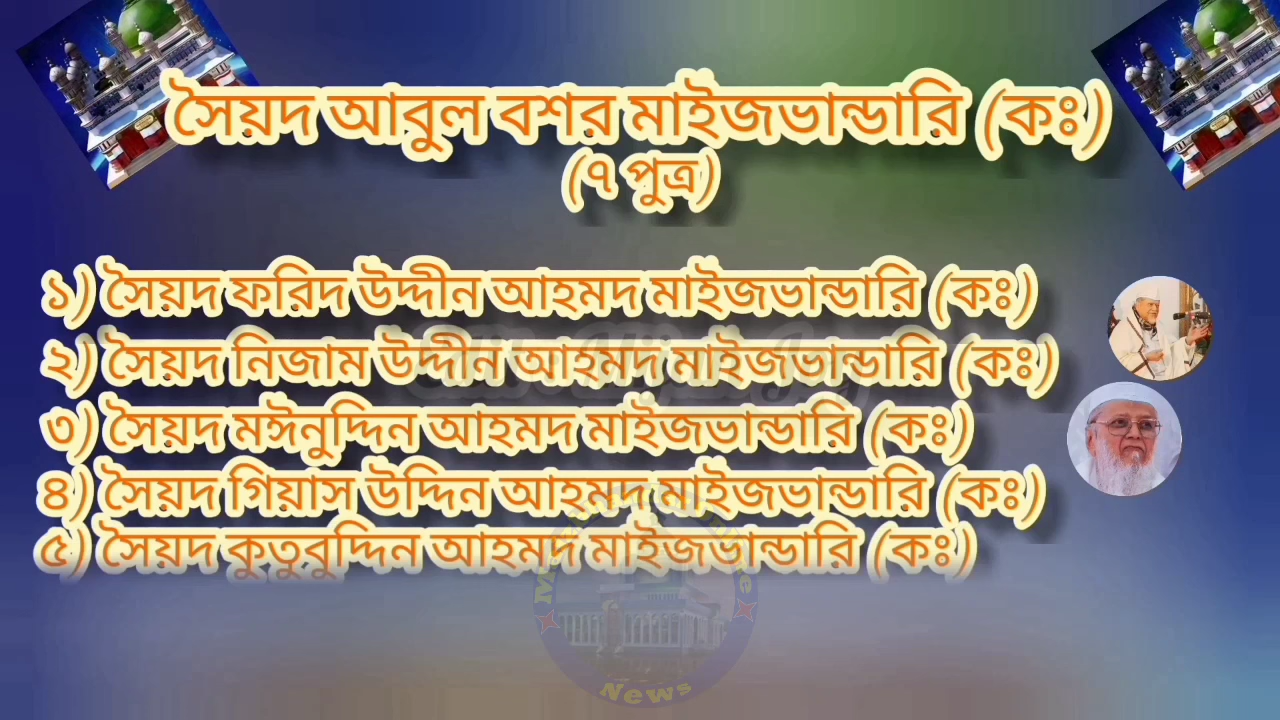 সৈয়দ আবুল বশর মাইজভান্ডারি (কঃ)
(৭ পুত্র)
১) সৈয়দ ফরিদ উদ্দীন আহমদ মাইজভান্ডারি (কঃ)
২) সৈয়দ নিজাম উদ্দীন আহমদ মাইজভান্ডারি (কঃ)
৩) সৈয়দ মঈনুদ্দিন আহমদ মাইজভান্ডারি (কঃ)
৪) সৈয়দ গিয়াস উদ্দিন আহমদ মাইজভান্ডারি (কঃ)
৫) সৈয়দ কুতুবুদ্দিন আহমদ মাইজভান্ডারি (কঃ)
News